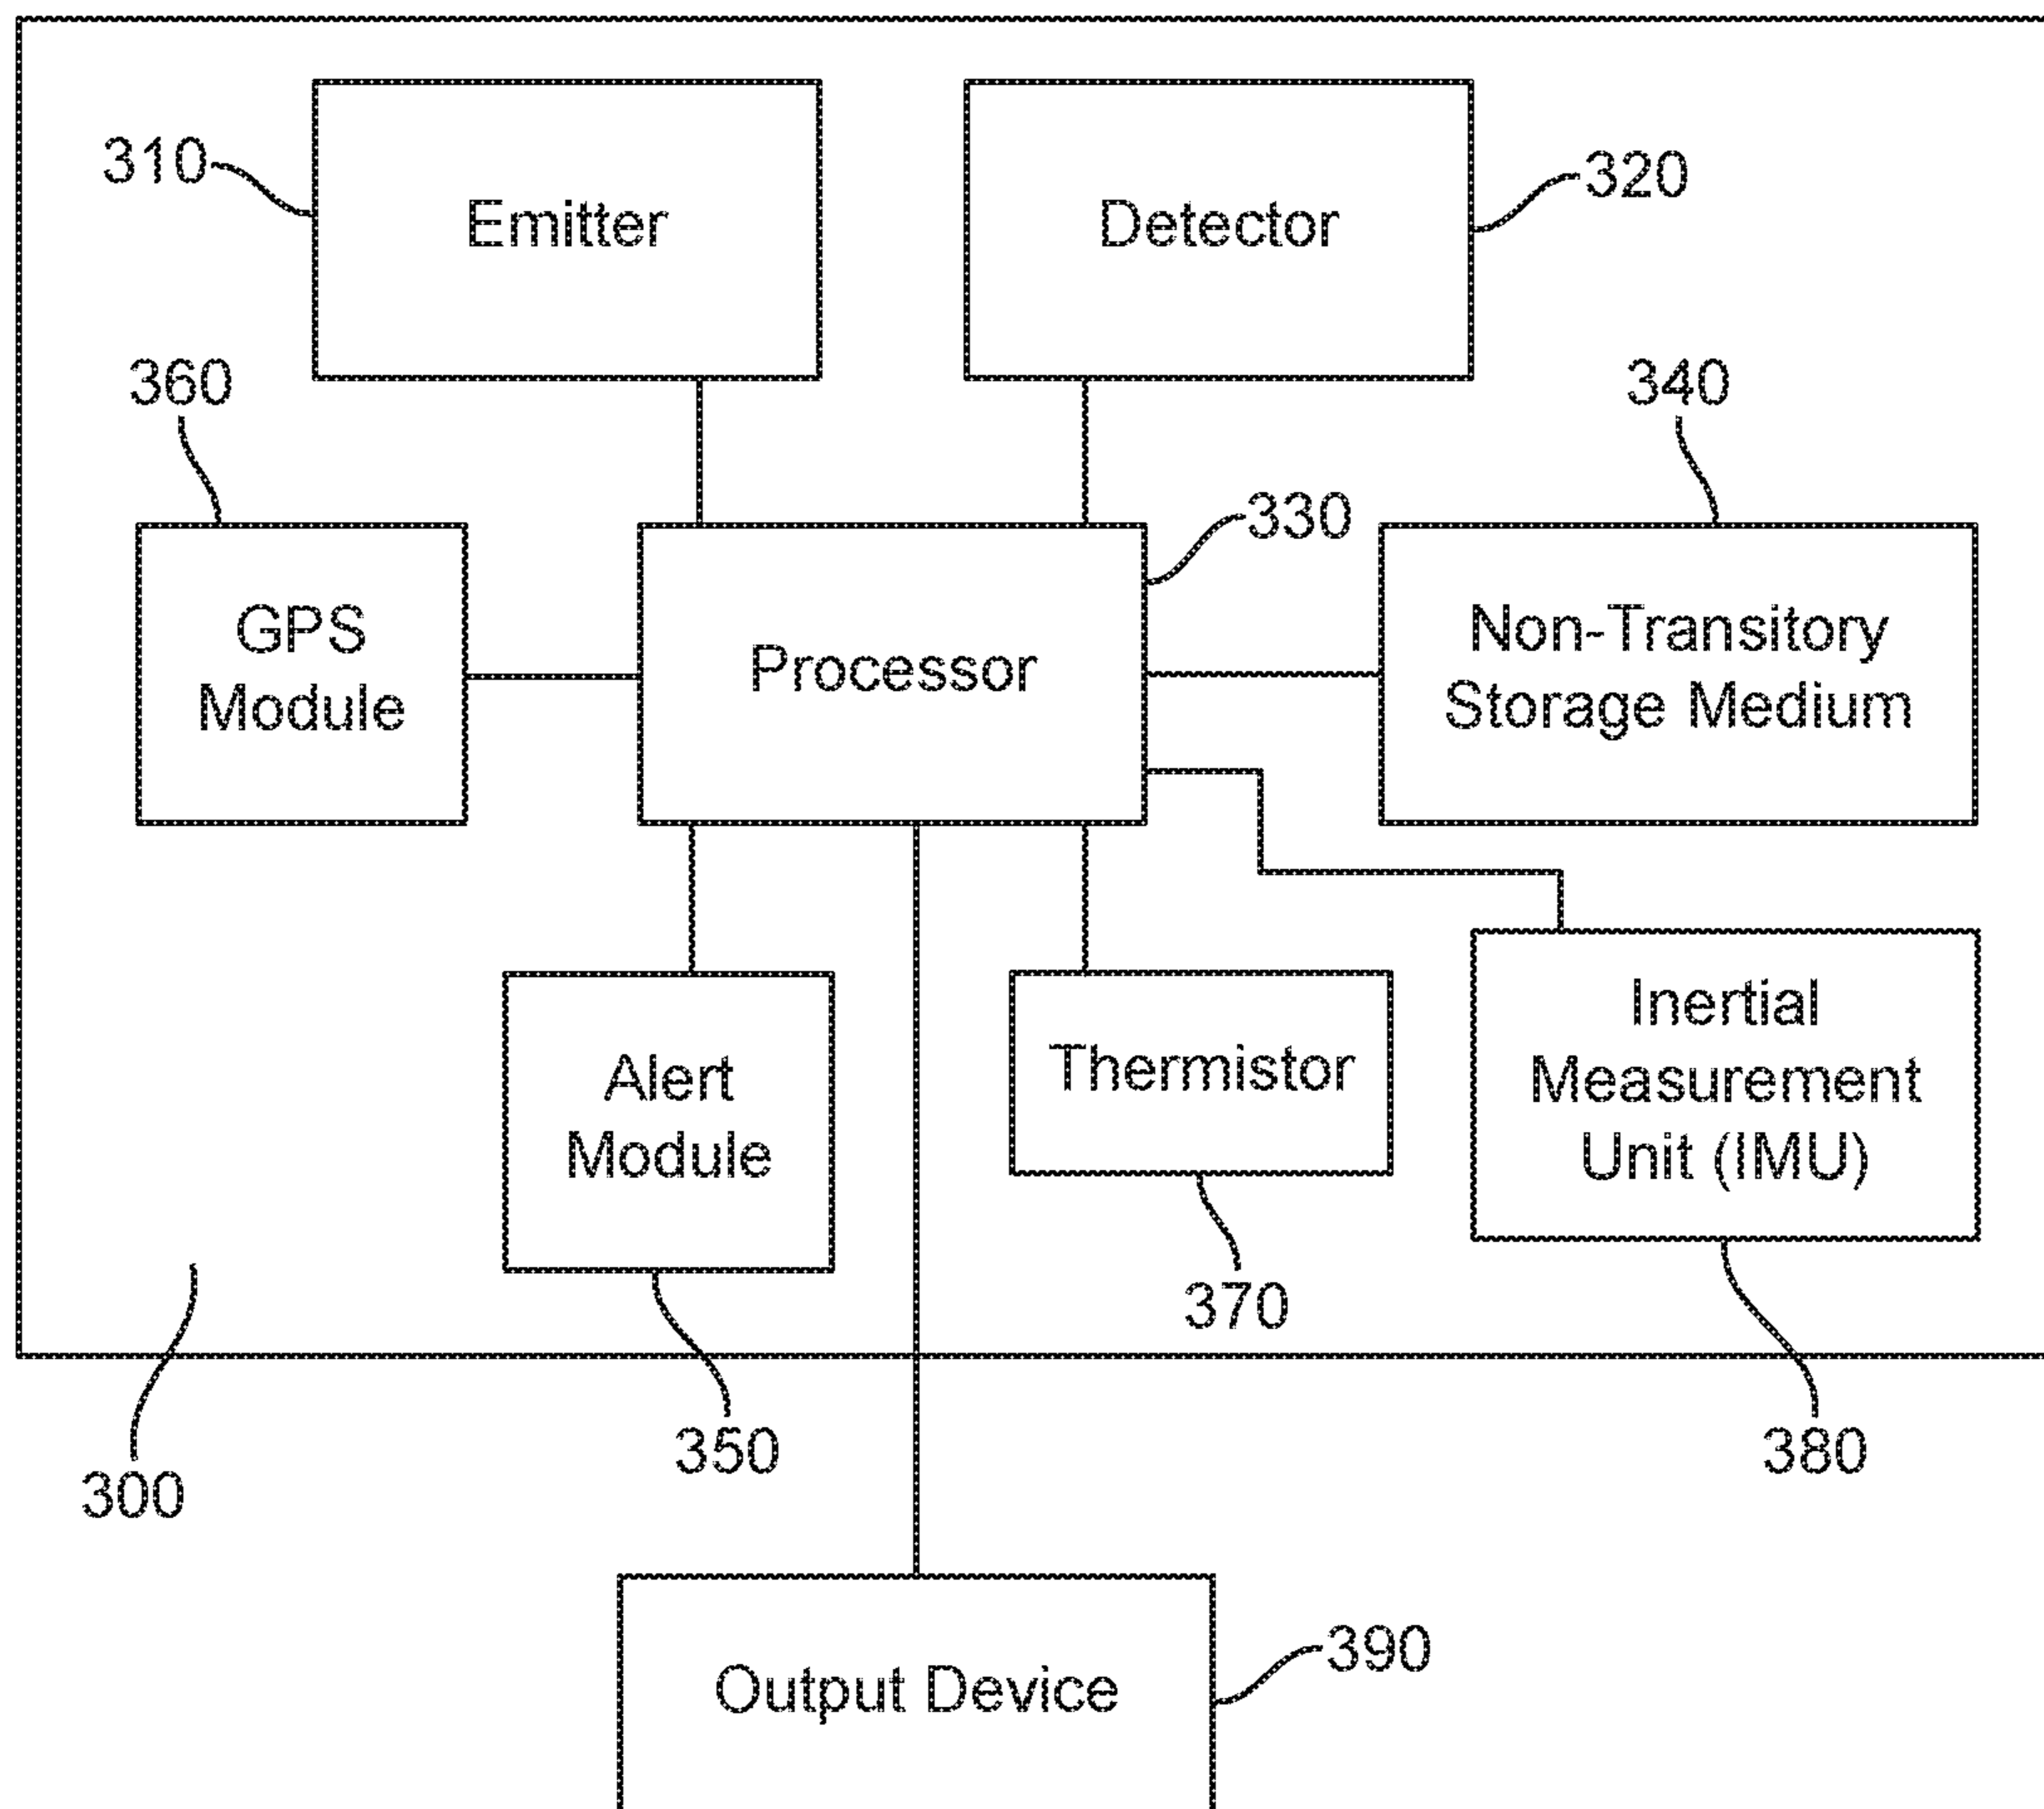 310
Emitter
Detector
320
360
340
330
GPS
Module
Processor
Non-Transitory
Storage Medium
Alert
Module
Thermistor
Inertial
Measurement
Unit (IMU)
370
300
350
380
Output Device
390